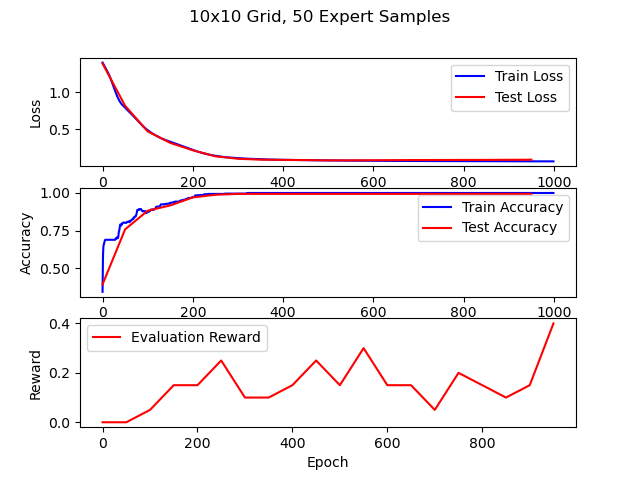 10x10 Grid, 50 Expert Samples
Loss
1.0
0.5
Train Loss
Test Loss
0 200 400 600 800 1000
Accuracy
1.00
0.75
0.50
Train Accuracy
Test Accuracy
0 200 400 600 800 1000
Reward
0.4
0.2
0.0
Evaluation Reward
0 200 400 600 800
Epoch